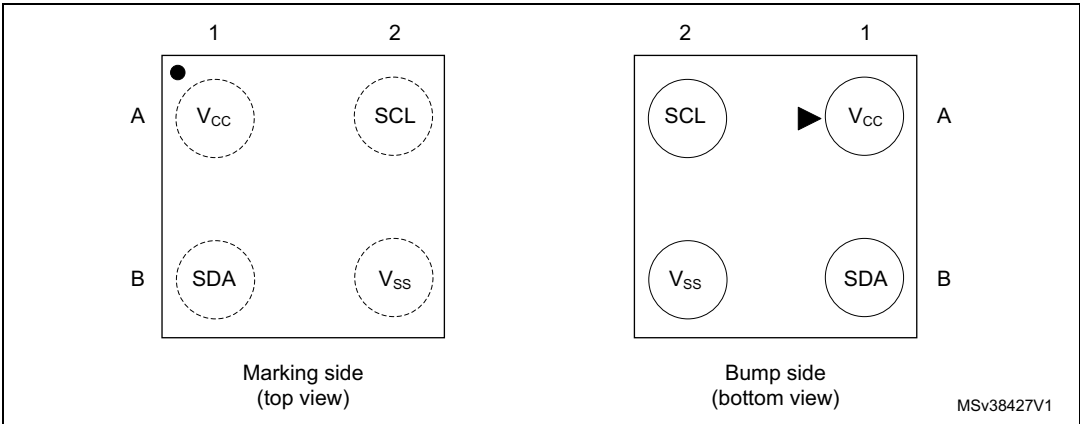 1 2 2 1
A V_CC SCL SCL V_CC A
B SDA V_SS V_SS SDA B
Marking side Bump side
(top view) (bottom view)
MSv38427V1